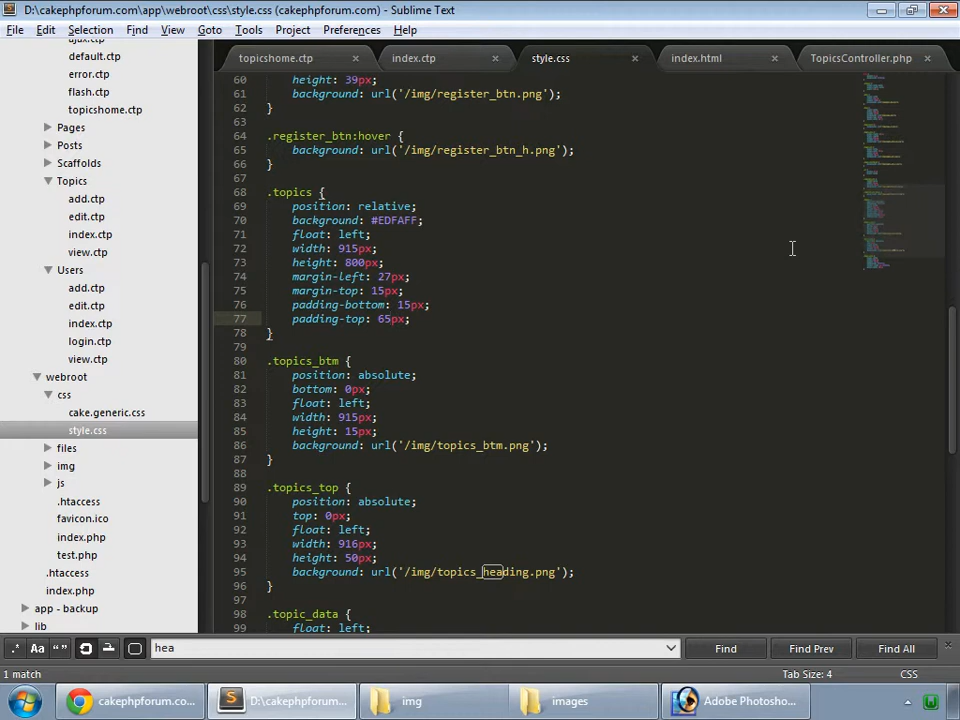 D:\cakephpforum.com\app\webroot\css\style.css (cakephpforum.com) - Sublime Text
File Edit Selection Find View Goto Tools Project Preferences Help
topicshome.ctp × index.ctp × style.css × index.html × TopicsController.php ×
ajax.ctp
default.ctp
error.ctp
flash.ctp
topicshome.ctp
Pages
Posts
Scaffolds
Topics
add.ctp
edit.ctp
index.ctp
view.ctp
Users
add.ctp
edit.ctp
index.ctp
login.ctp
view.ctp
webroot
css
cake.generic.css
style.css
files
img
js
.htaccess
favicon.ico
index.php
test.php
.htaccess
index.php
app - backup
lib
60 height: 39px;
61 background: url('/img/register_btn.png');
62 }
63
64 .register_btn:hover {
65 background: url('/img/register_btn_h.png');
66 }
67
68 .topics {
69 position: relative;
70 background: #EDFAFF;
71 float: left;
72 width: 915px;
73 height: 800px;
74 margin-left: 27px;
75 margin-top: 15px;
76 padding-bottom: 15px;
77 padding-top: 65px;
78 }
79
80 .topics_btm {
81 position: absolute;
82 bottom: 0px;
83 float: left;
84 width: 915px;
85 height: 15px;
86 background: url('/img/topics_btm.png');
87 }
88
89 .topics_top {
90 position: absolute;
91 top: 0px;
92 float: left;
93 width: 916px;
94 height: 50px;
95 background: url('/img/topics_heading.png');
96 }
97
98 .topic_data {
99 float: left;
.* Aa “ ” hea Find Find Prev Find All
1 match Tab Size: 4 CSS
cakephpforum.co... D:\cakephpforum.... img images Adobe Photosho...